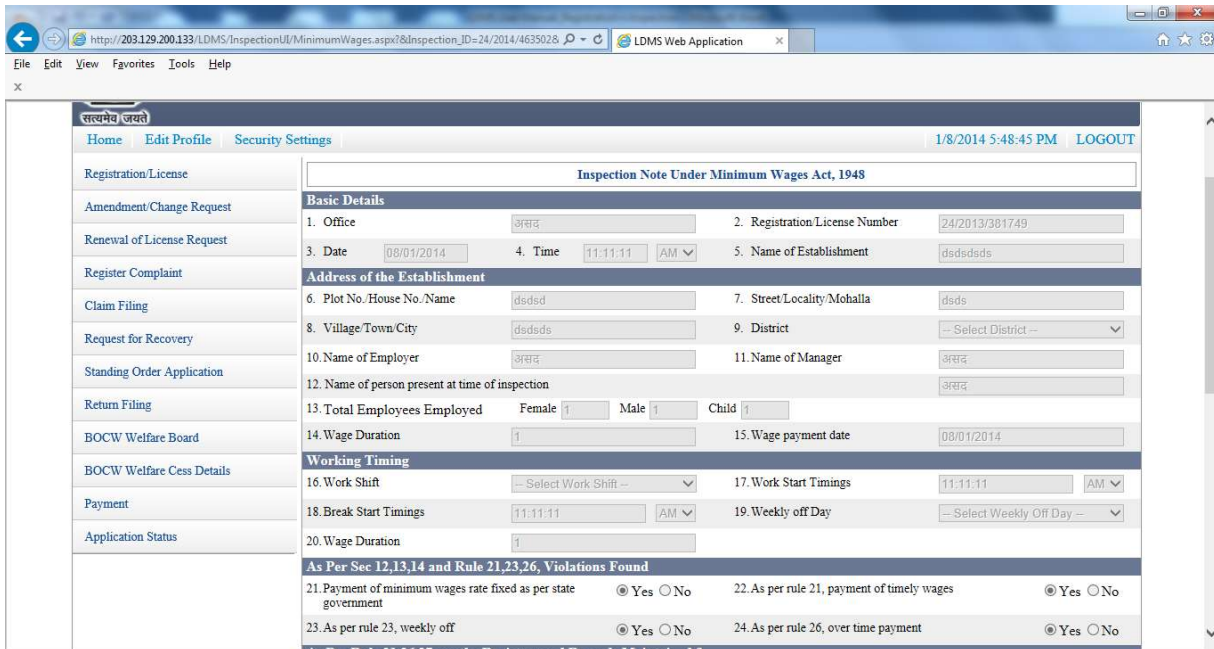 http://203.129.200.133/LDMS/InspectionUI/MinimumWages.aspx?&Inspection_ID=24/2014/463502& LDMS Web Application
File Edit View Favorites Tools Help
सत्यमेव जयते
Home Edit Profile Security Settings 1/8/2014 5:48:45 PM LOGOUT
Registration/License
Amendment/Change Request
Renewal of License Request
Register Complaint
Claim Filing
Request for Recovery
Standing Order Application
Return Filing
BOCW Welfare Board
BOCW Welfare Cess Details
Payment
Application Status
Inspection Note Under Minimum Wages Act, 1948
Basic Details
1. Office असद 2. Registration/License Number 24/2013/381749
3. Date 08/01/2014 4. Time 11:11:11 AM 5. Name of Establishment dsdsdsds
Address of the Establishment
6. Plot No./House No./Name dsdsd 7. Street/Locality/Mohalla dsds
8. Village/Town/City dsdsds 9. District -- Select District --
10. Name of Employer असद 11. Name of Manager असद
12. Name of person present at time of inspection असद
13. Total Employees Employed Female 1 Male 1 Child 1
14. Wage Duration 1 15. Wage payment date 08/01/2014
Working Timing
16. Work Shift -- Select Work Shift -- 17. Work Start Timings 11:11:11 AM
18. Break Start Timings 11:11:11 AM 19. Weekly off Day -- Select Weekly Off Day --
20. Wage Duration 1
As Per Sec 12,13,14 and Rule 21,23,26, Violations Found
21. Payment of minimum wages rate fixed as per state government Yes No 22. As per rule 21, payment of timely wages Yes No
23. As per rule 23, weekly off Yes No 24. As per rule 26, over time payment Yes No